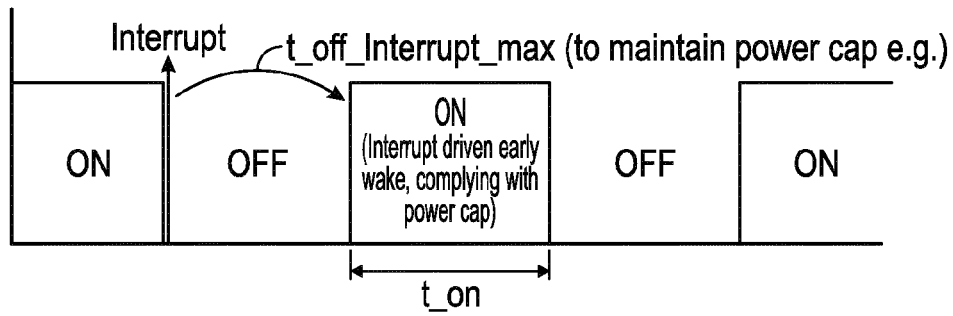 Interrupt
t_off_Interrupt_max (to maintain power cap e.g.)
ON
OFF
ON
(Interrupt driven early
wake, complying with
power cap)
OFF
ON
t_on